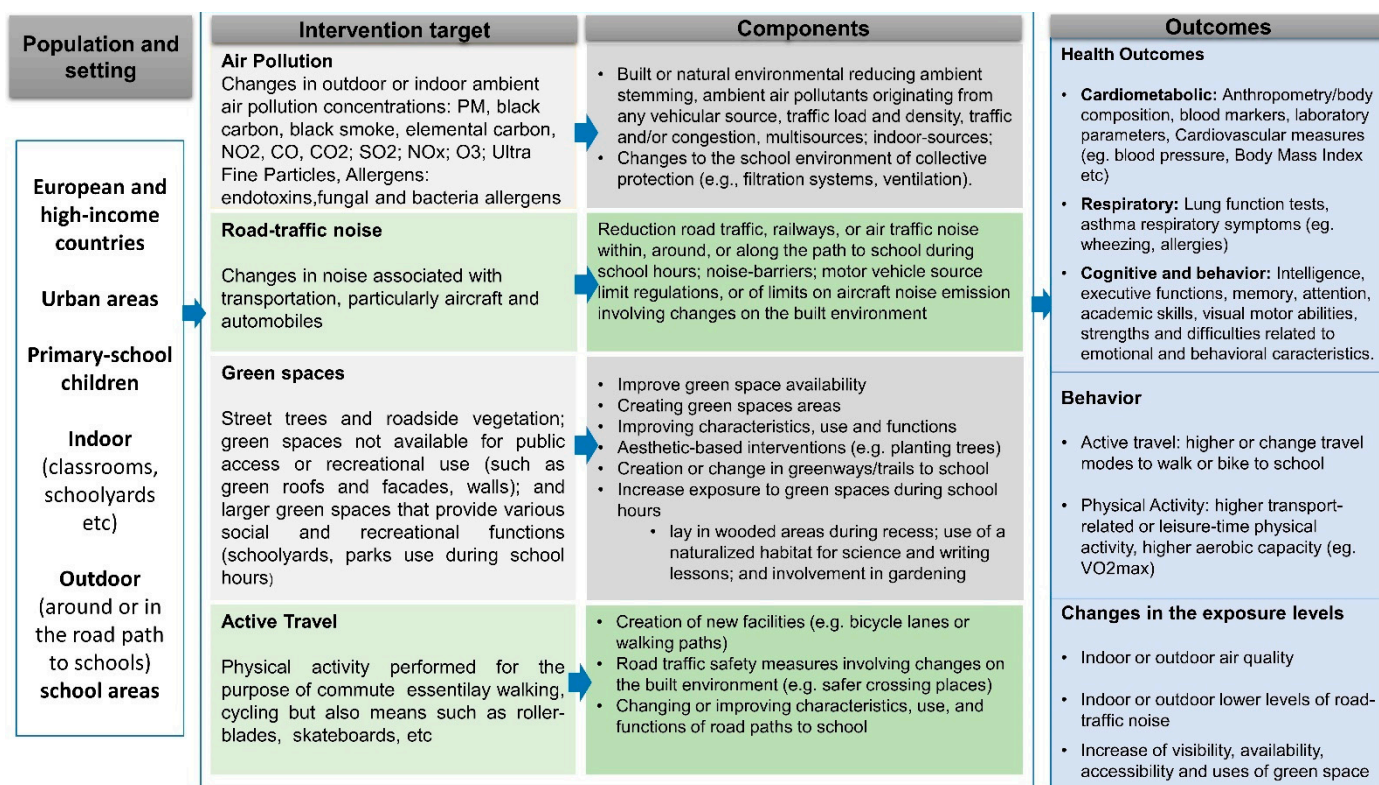 Population and
setting
European and
high-income
countries
Urban areas
Primary-school
children
Indoor
(classrooms,
schoolyards
etc)
Outdoor
(around or in
the road path
to schools)
school areas
Intervention target
Air Pollution
Changes in outdoor or indoor ambient
air pollution concentrations: PM, black
carbon, black smoke, elemental carbon,
NO2, CO, CO2; SO2; NOx; O3; Ultra
Fine Particles, Allergens:
endotoxins,fungal and bacteria allergens
Road-traffic noise
Changes in noise associated with
transportation, particularly aircraft and
automobiles
Green spaces
Street trees and roadside vegetation;
green spaces not available for public
access or recreational use (such as
green roofs and facades, walls); and
larger green spaces that provide various
social and recreational functions
(schoolyards, parks use during school
hours)
Active Travel
Physical activity performed for the
purpose of commute essentilay walking,
cycling but also means such as roller-
blades, skateboards, etc
Components
• Built or natural environmental reducing ambient
stemming, ambient air pollutants originating from
any vehicular source, traffic load and density, traffic
and/or congestion, multisources; indoor-sources;
• Changes to the school environment of collective
protection (e.g., filtration systems, ventilation).
Reduction road traffic, railways, or air traffic noise
within, around, or along the path to school during
school hours; noise-barriers; motor vehicle source
limit regulations, or of limits on aircraft noise emission
involving changes on the built environment
• Improve green space availability
• Creating green spaces areas
• Improving characteristics, use and functions
• Aesthetic-based interventions (e.g. planting trees)
• Creation or change in greenways/trails to school
• Increase exposure to green spaces during school
hours
• lay in wooded areas during recess; use of a
naturalized habitat for science and writing
lessons; and involvement in gardening
• Creation of new facilities (e.g. bicycle lanes or
walking paths)
• Road traffic safety measures involving changes on
the built environment (e.g. safer crossing places)
• Changing or improving characteristics, use, and
functions of road paths to school
Outcomes
Health Outcomes
• Cardiometabolic: Anthropometry/body
composition, blood markers, laboratory
parameters, Cardiovascular measures
(eg. blood pressure, Body Mass Index
etc)
• Respiratory: Lung function tests,
asthma respiratory symptoms (eg.
wheezing, allergies)
• Cognitive and behavior: Intelligence,
executive functions, memory, attention,
academic skills, visual motor abilities,
strengths and difficulties related to
emotional and behavioral caracteristics.
Behavior
• Active travel: higher or change travel
modes to walk or bike to school
• Physical Activity: higher transport-
related or leisure-time physical
activity, higher aerobic capacity (eg.
VO2max)
Changes in the exposure levels
• Indoor or outdoor air quality
• Indoor or outdoor lower levels of road-
traffic noise
• Increase of visibility, availability,
accessibility and uses of green space